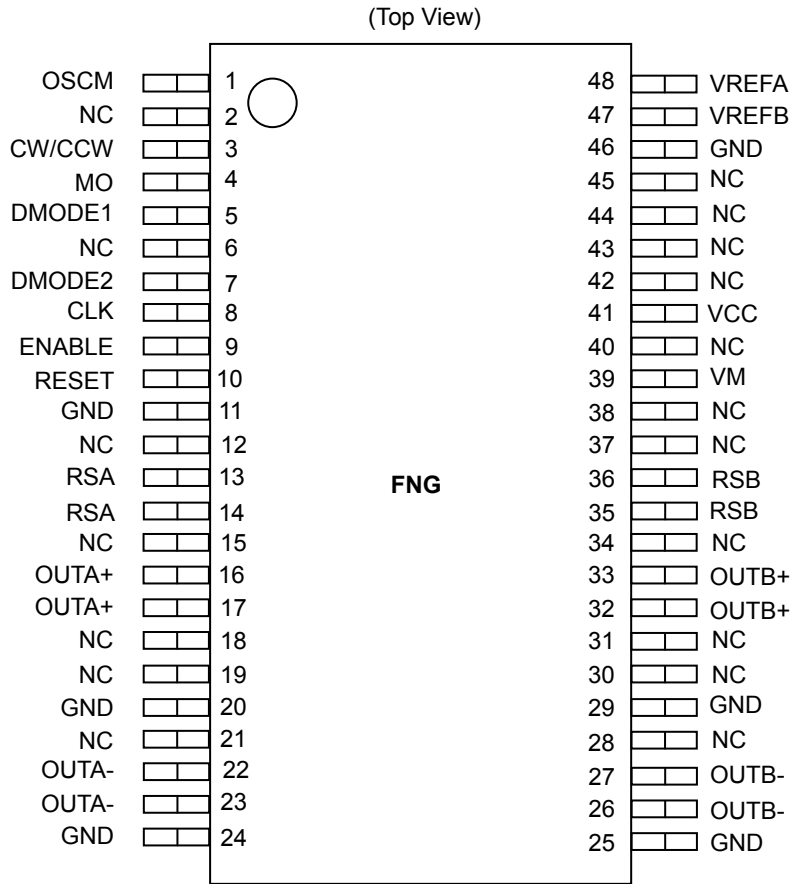 (Top View)
OSCM 1 48 VREFA
NC 2 47 VREFB
CW/CCW 3 46 GND
MO 4 45 NC
DMODE1 5 44 NC
NC 6 43 NC
DMODE2 7 42 NC
CLK 8 41 VCC
ENABLE 9 40 NC
RESET 10 39 VM
GND 11 38 NC
NC 12 37 NC
RSA 13 36 RSB
FNG
RSA 14 35 RSB
NC 15 34 NC
OUTA+ 16 33 OUTB+
OUTA+ 17 32 OUTB+
NC 18 31 NC
NC 19 30 NC
GND 20 29 GND
NC 21 28 NC
OUTA- 22 27 OUTB-
OUTA- 23 26 OUTB-
GND 24 25 GND